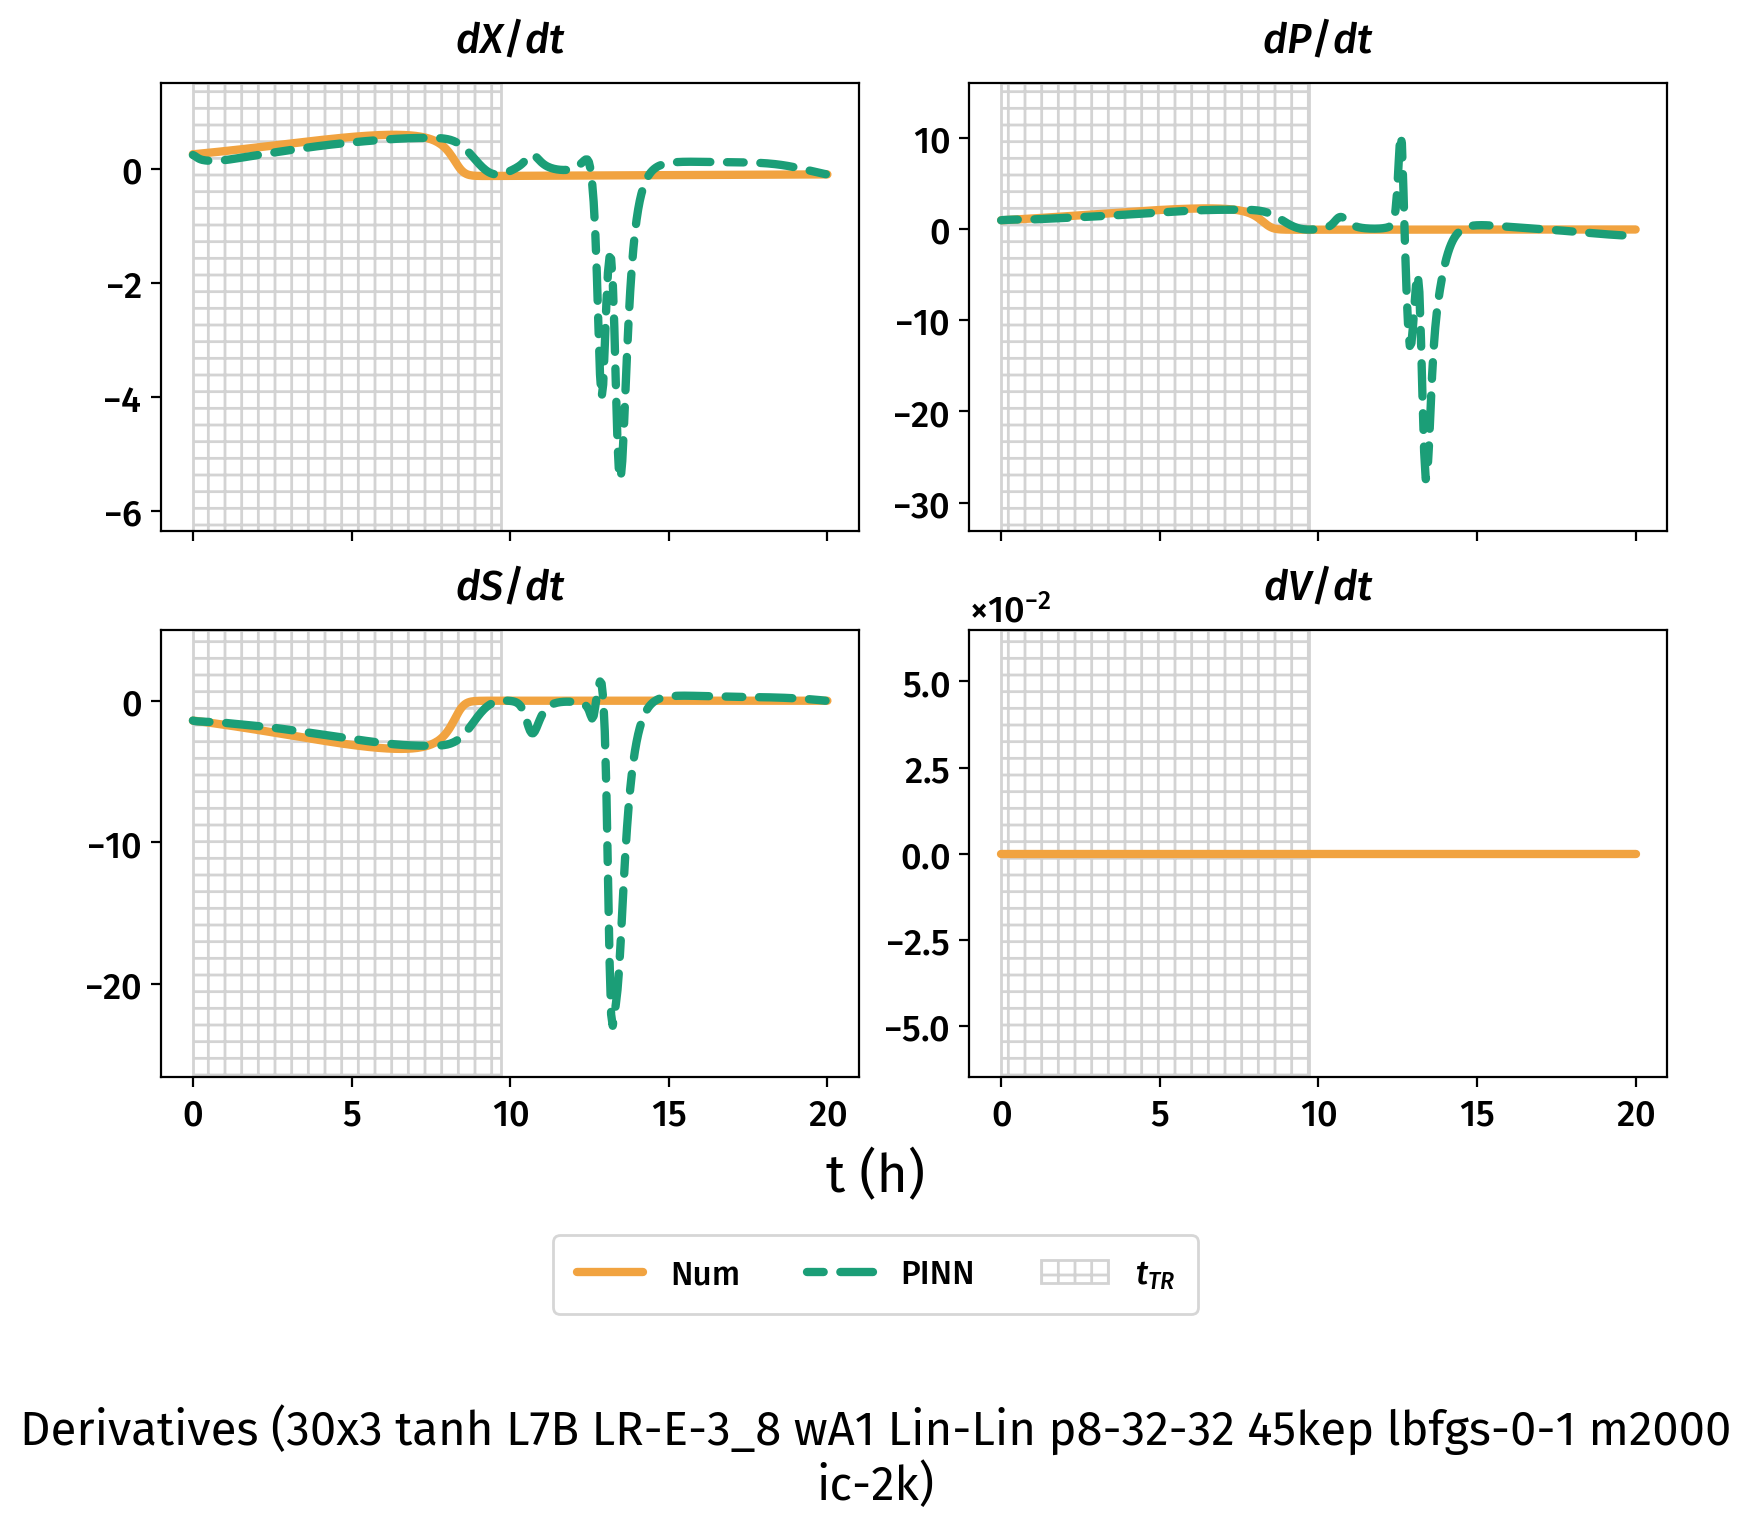 dX/dt
dP/dt
0
−2
−4
−6
10
0
−10
−20
−30
dS/dt
dV/dt
×10⁻²
0
−10
−20
0 5 10 15 20
5.0
2.5
0.0
−2.5
−5.0
0 5 10 15 20
t (h)
Num PINN t_TR
Derivatives (30x3 tanh L7B LR-E-3_8 wA1 Lin-Lin p8-32-32 45kep lbfgs-0-1 m2000
ic-2k)